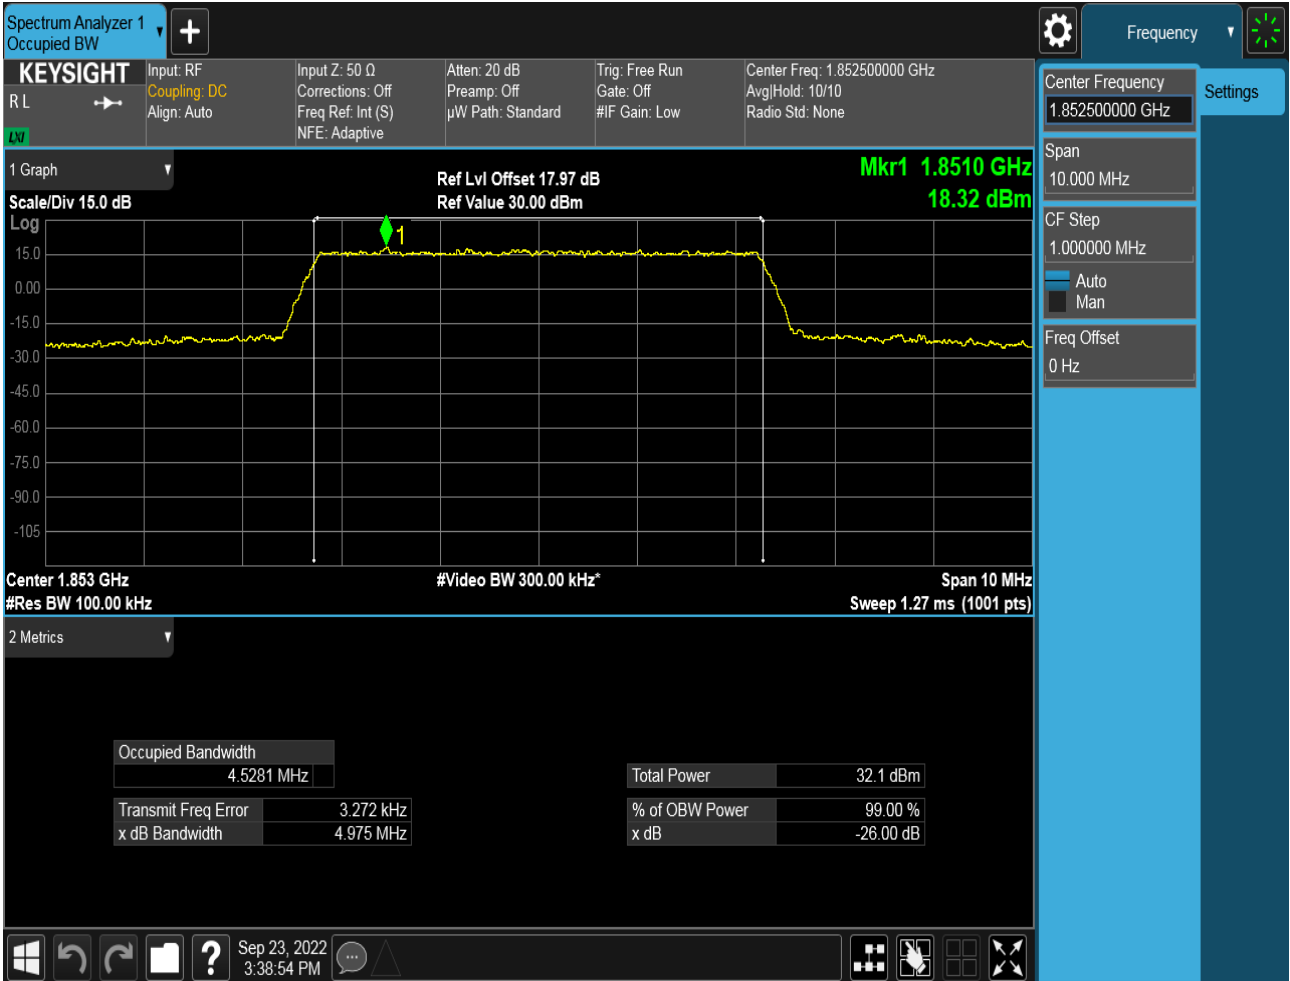 Spectrum Analyzer 1
Occupied BW
Frequency
KEYSIGHT
R L
LXI
Input: RF
Coupling: DC
Align: Auto
Input Z: 50 Ω
Corrections: Off
Freq Ref: Int (S)
NFE: Adaptive
Atten: 20 dB
Preamp: Off
µW Path: Standard
Trig: Free Run
Gate: Off
#IF Gain: Low
Center Freq: 1.852500000 GHz
Avg|Hold: 10/10
Radio Std: None
Center Frequency
1.852500000 GHz
Settings
Span
10.000 MHz
CF Step
1.000000 MHz
Auto
Man
Freq Offset
0 Hz
1 Graph
Scale/Div 15.0 dB
Log
Ref Lvl Offset 17.97 dB
Ref Value 30.00 dBm
Mkr1 1.8510 GHz
18.32 dBm
1
15.0
0.00
-15.0
-30.0
-45.0
-60.0
-75.0
-90.0
-105
Center 1.853 GHz
#Video BW 300.00 kHz*
Span 10 MHz
#Res BW 100.00 kHz
Sweep 1.27 ms (1001 pts)
2 Metrics
Occupied Bandwidth
4.5281 MHz
Total Power 32.1 dBm
Transmit Freq Error 3.272 kHz
% of OBW Power 99.00 %
x dB Bandwidth 4.975 MHz
x dB -26.00 dB
?
Sep 23, 2022
3:38:54 PM